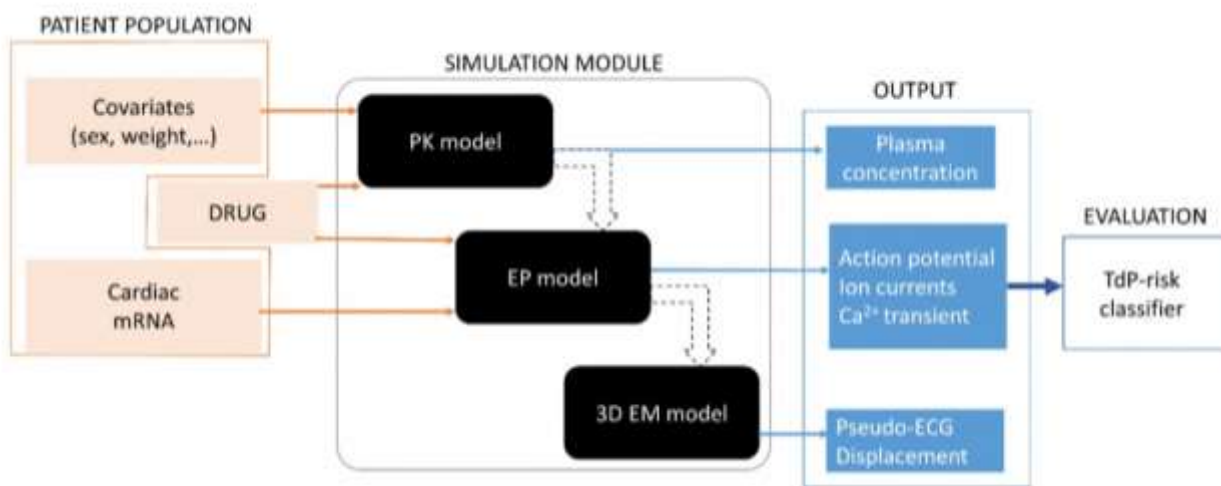 PATIENT POPULATION
Covariates
(sex, weight,...)
DRUG
Cardiac
mRNA
SIMULATION MODULE
PK model
EP model
3D EM model
OUTPUT
Plasma
concentration
Action potential
Ion currents
Ca²⁺ transient
Pseudo-ECG
Displacement
EVALUATION
TdP-risk
classifier